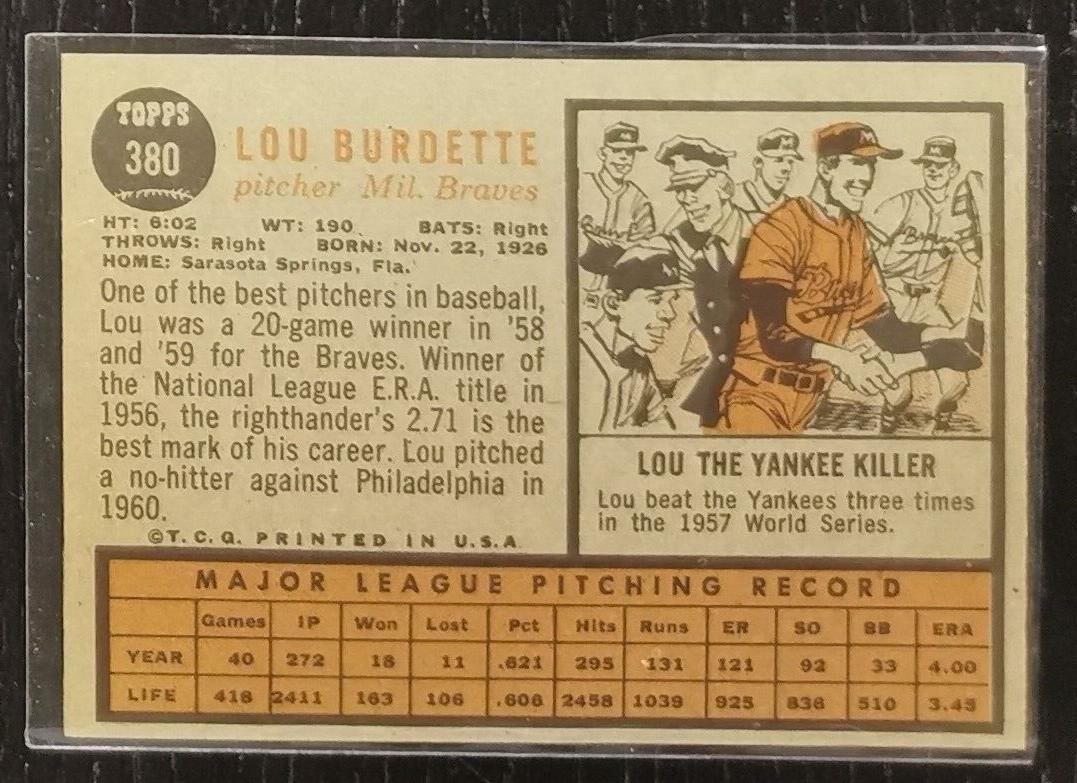 TOPPS
380
LOU BURDETTE
pitcher Mil. Braves
HT: 6:02 WT: 190 BATS: Right
THROWS: Right BORN: Nov. 22, 1926
HOME: Sarasota Springs, Fla.
One of the best pitchers in baseball,
Lou was a 20-game winner in '58
and '59 for the Braves. Winner of
the National League E.R.A. title in
1956, the righthander's 2.71 is the
best mark of his career. Lou pitched
a no-hitter against Philadelphia in
1960.
©T. C. G. PRINTED IN U.S.A.
M
M
M
M
Braves
LOU THE YANKEE KILLER
Lou beat the Yankees three times
in the 1957 World Series.
MAJOR LEAGUE PITCHING RECORD
Games IP Won Lost Pct Hits Runs ER SO BB ERA
YEAR 40 272 18 11 .621 295 131 121 92 33 4.00
LIFE 418 2411 163 106 .606 2458 1039 925 836 510 3.45